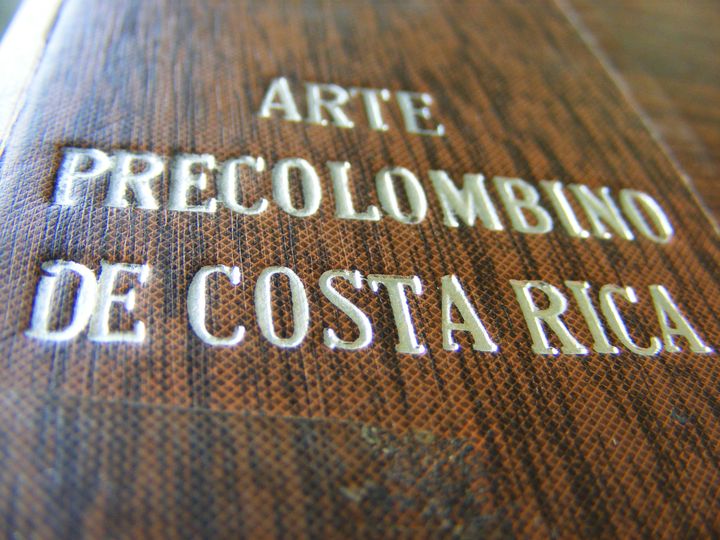 ARTE
PRECOLOMBINO
DE COSTA RICA